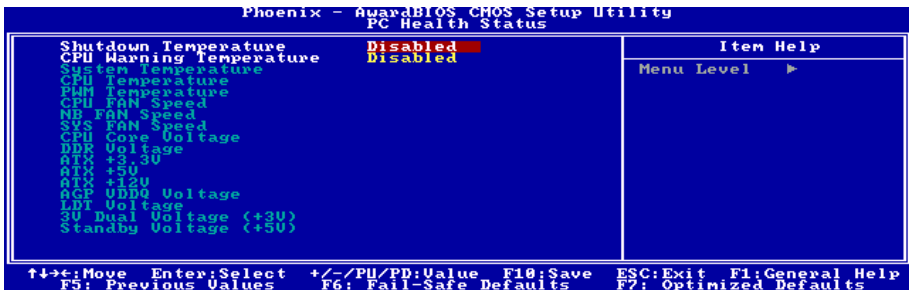 Phoenix - AwardBIOS CMOS Setup Utility
PC Health Status
Shutdown Temperature Disabled
CPU Warning Temperature Disabled
System Temperature
CPU Temperature
PWM Temperature
CPU FAN Speed
NB FAN Speed
SYS FAN Speed
CPU Core Voltage
DDR Voltage
ATX +3.3V
ATX +5V
ATX +12V
AGP VDDQ Voltage
LDT Voltage
3V Dual Voltage (+3V)
Standby Voltage (+5V)
Item Help
Menu Level ►
↑↓→←:Move Enter:Select +/-/PU/PD:Value F10:Save ESC:Exit F1:General Help
F5: Previous Values F6: Fail-Safe Defaults F7: Optimized Defaults